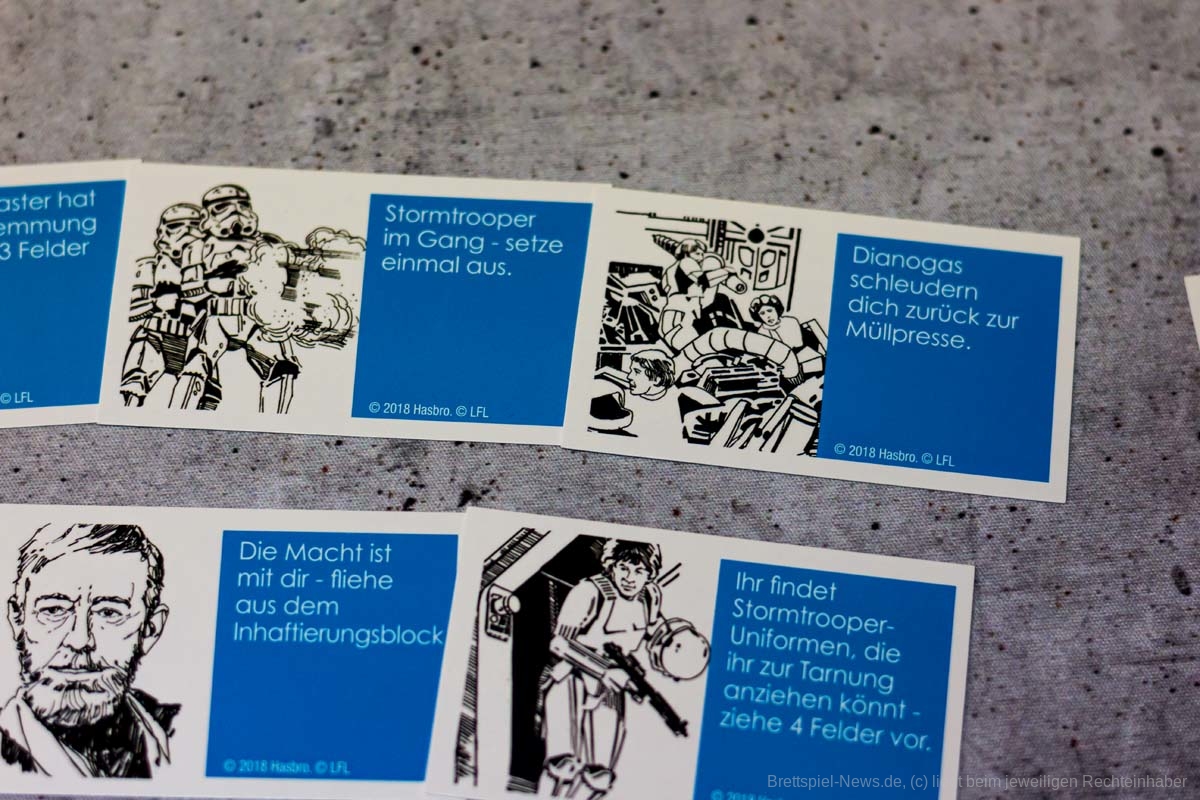 aster hat
emmung
3 Felder
© LFL
Stormtrooper
im Gang - setze
einmal aus.
© 2018 Hasbro. © LFL
Dianogas
schleudern
dich zurück zur
Müllpresse.
© 2018 Hasbro. © LFL
Die Macht ist
mit dir - fliehe
aus dem
Inhaftierungsblock
© 2018 Hasbro. © LFL
Ihr findet
Stormtrooper-
Uniformen, die
ihr zur Tarnung
anziehen könnt -
ziehe 4 Felder vor.
© 2018 Hasbro. © LFL
Brettspiel-News.de, (c) liegt beim jeweiligen Rechteinhaber